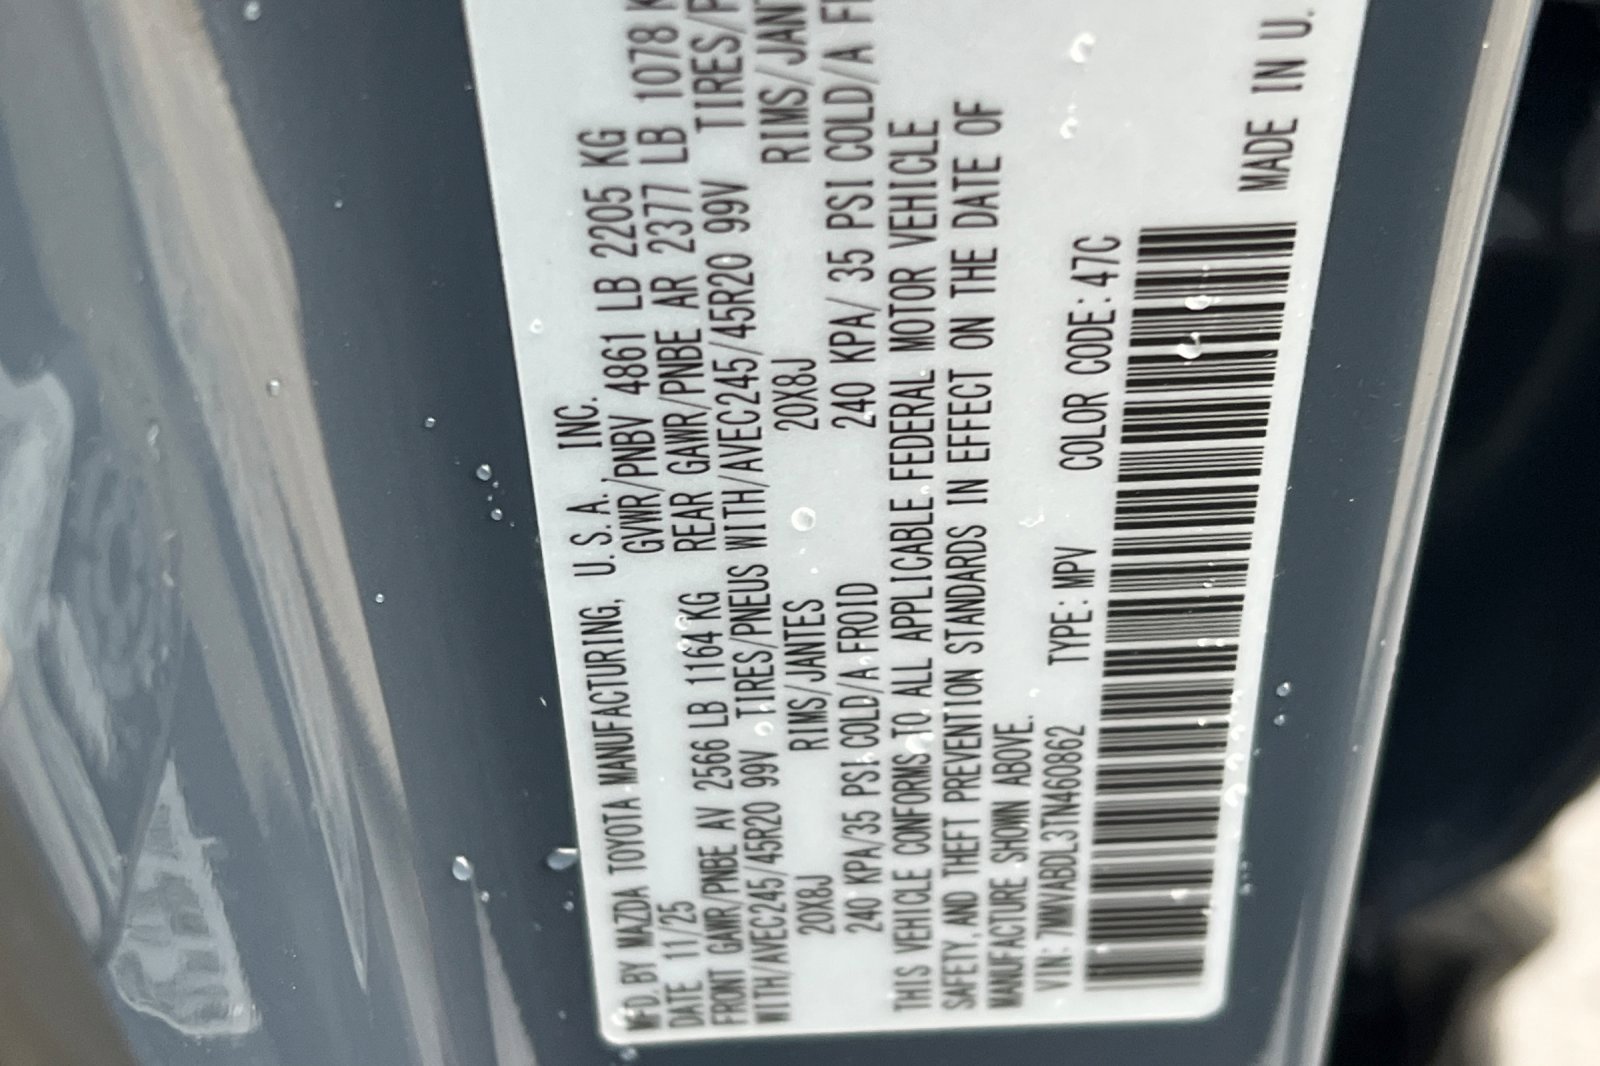 MFD. BY MAZDA TOYOTA MANUFACTURING, U.S.A. INC.
DATE 11/25 GVWR/PNBV 4861 LB 2205 KG
FRONT GAWR/PNBE AV 2566 LB 1164 KG REAR GAWR/PNBE AR 2377 LB 1078
WITH/AVEC245/45R20 99V TIRES/PNEUS WITH/AVEC245/45R20 99V TIRES/
20X8J RIMS/JANTES 20X8J
240 KPA/35 PSI COLD/A FROID 240 KPA/ 35 PSI COLD/A
THIS VEHICLE CONFORMS TO ALL APPLICABLE FEDERAL MOTOR VEHICLE
SAFETY, AND THEFT PREVENTION STANDARDS IN EFFECT ON THE DATE OF
MANUFACTURE SHOWN ABOVE.
VIN: 7MMVABDL3TN460862 TYPE: MPV COLOR CODE: 47C
MADE IN U.